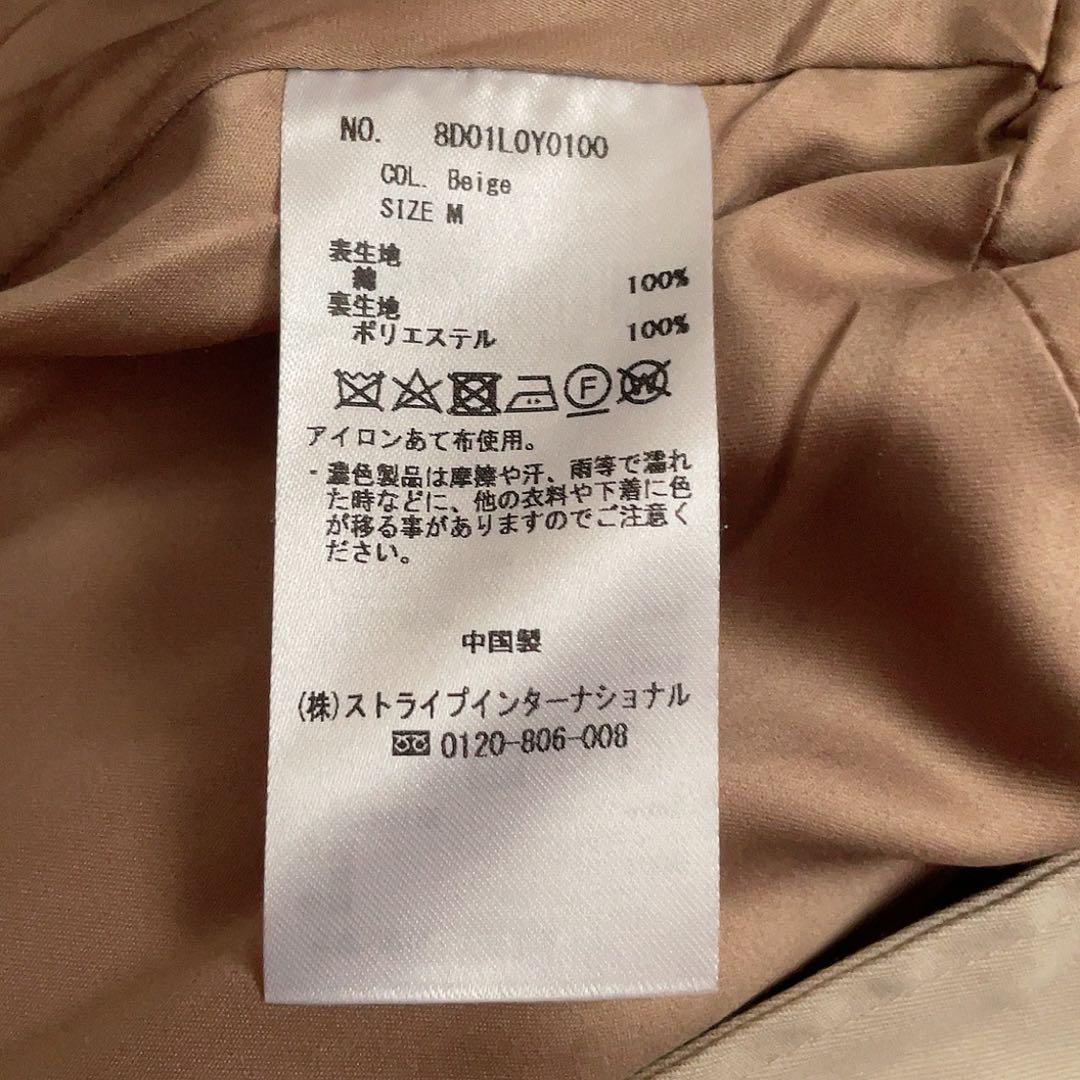 NO. 8D01L0Y0100
COL. Beige
SIZE M
表生地
綿 100%
裏生地
ポリエステル 100%
F W
アイロンあて布使用。
・濃色製品は摩擦や汗、雨等で濡れ
た時などに、他の衣料や下着に色
が移る事がありますのでご注意く
ださい。
中国製
(株)ストライプインターナショナル
0120-806-008